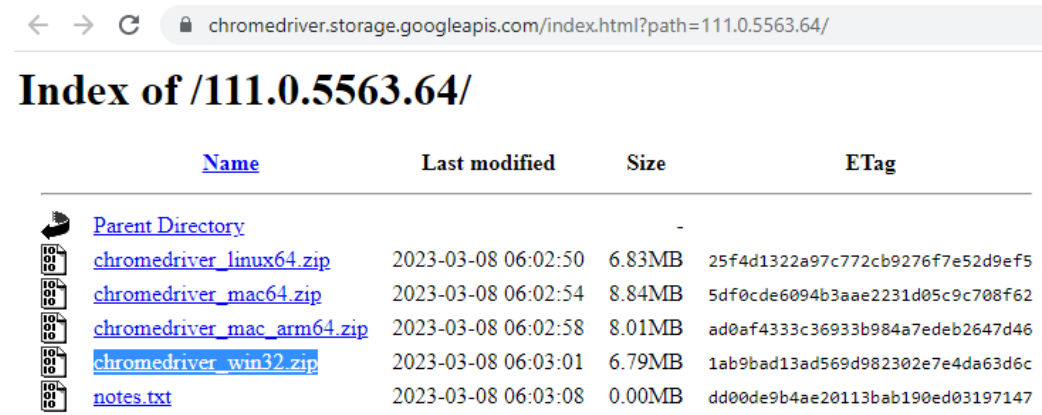 chromedriver.storage.googleapis.com/index.html?path=111.0.5563.64/
Index of /111.0.5563.64/
Name Last modified Size ETag
Parent Directory -
chromedriver_linux64.zip 2023-03-08 06:02:50 6.83MB 25f4d1322a97c772cb9276f7e52d9ef5
chromedriver_mac64.zip 2023-03-08 06:02:54 8.84MB 5df0cde6094b3aae2231d05c9c708f62
chromedriver_mac_arm64.zip 2023-03-08 06:02:58 8.01MB ad0af4333c36933b984a7edeb2647d46
chromedriver_win32.zip 2023-03-08 06:03:01 6.79MB 1ab9bad13ad569d982302e7e4da63d6c
notes.txt 2023-03-08 06:03:08 0.00MB dd00de9b4ae20113bab190ed03197147